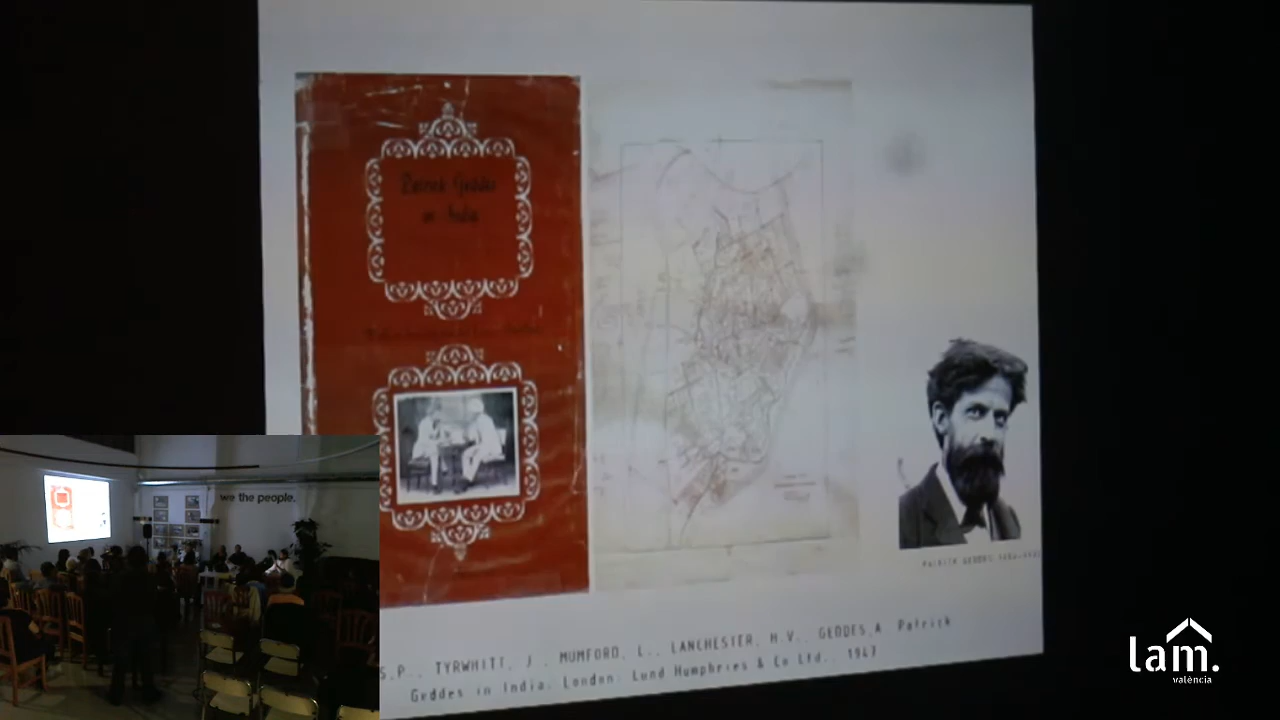 Patrick Geddes
in India
PATRICK GEDDES
S.P., TYRWHITT, J., MUMFORD, L., LANCHESTER, H.V., GEDDES,A Patrick
Geddes in India, London: Lund Humphries & Co Ltd., 1947
we the people.
lam.
valència